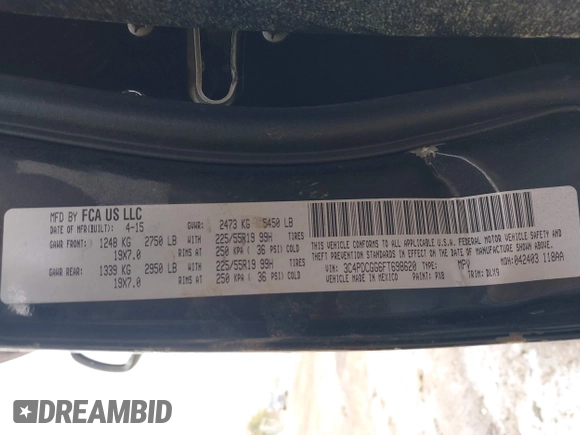 MFD BY FCA US LLC
DATE OF MFR(BUILT): 4-15 GVWR: 2473 KG 5450 LB
GAWR FRONT: 1248 KG 2750 LB WITH 225/55R19 99H TIRES
19X7.0 RIMS AT 250 KPA ( 36 PSI) COLD
GAWR REAR: 1339 KG 2950 LB WITH 225/55R19 99H TIRES
19X7.0 RIMS AT 250 KPA ( 36 PSI) COLD
THIS VEHICLE CONFORMS TO ALL APPLICABLE U.S.A. FEDERAL MOTOR VEHICLE SAFETY AND
THEFT PREVENTION STANDARDS IN EFFECT ON THE DATE OF MANUFACTURE SHOWN ABOVE.
VIN: 3C4PDCGG6FT698620 TYPE: MPV MDH: 042403 118AA
VEHICLE MADE IN MEXICO PAINT: PXB TRIM: DLX9
DREAMBID